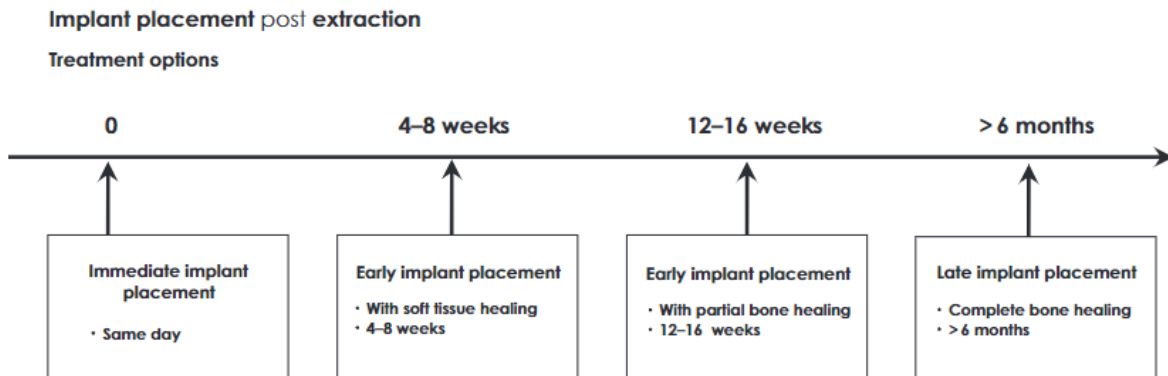 Implant placement post extraction
Treatment options
0
4–8 weeks
12–16 weeks
> 6 months
Immediate implant
placement
· Same day
Early implant placement
· With soft tissue healing
· 4–8 weeks
Early implant placement
· With partial bone healing
· 12–16 weeks
Late implant placement
· Complete bone healing
· > 6 months